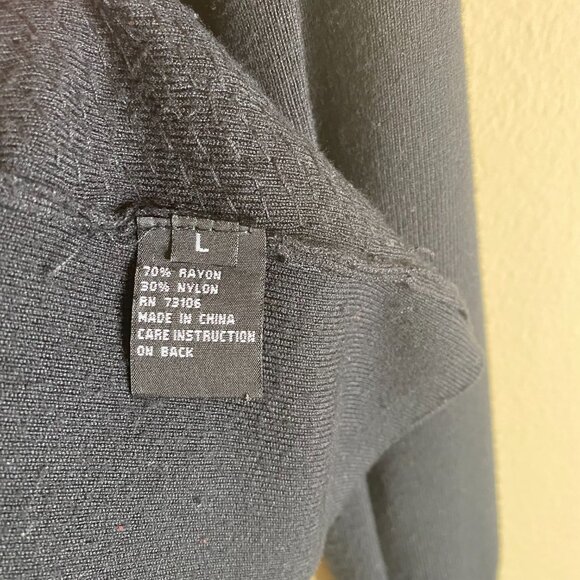 L
70% RAYON
30% NYLON
RN 73106
MADE IN CHINA
CARE INSTRUCTION
ON BACK